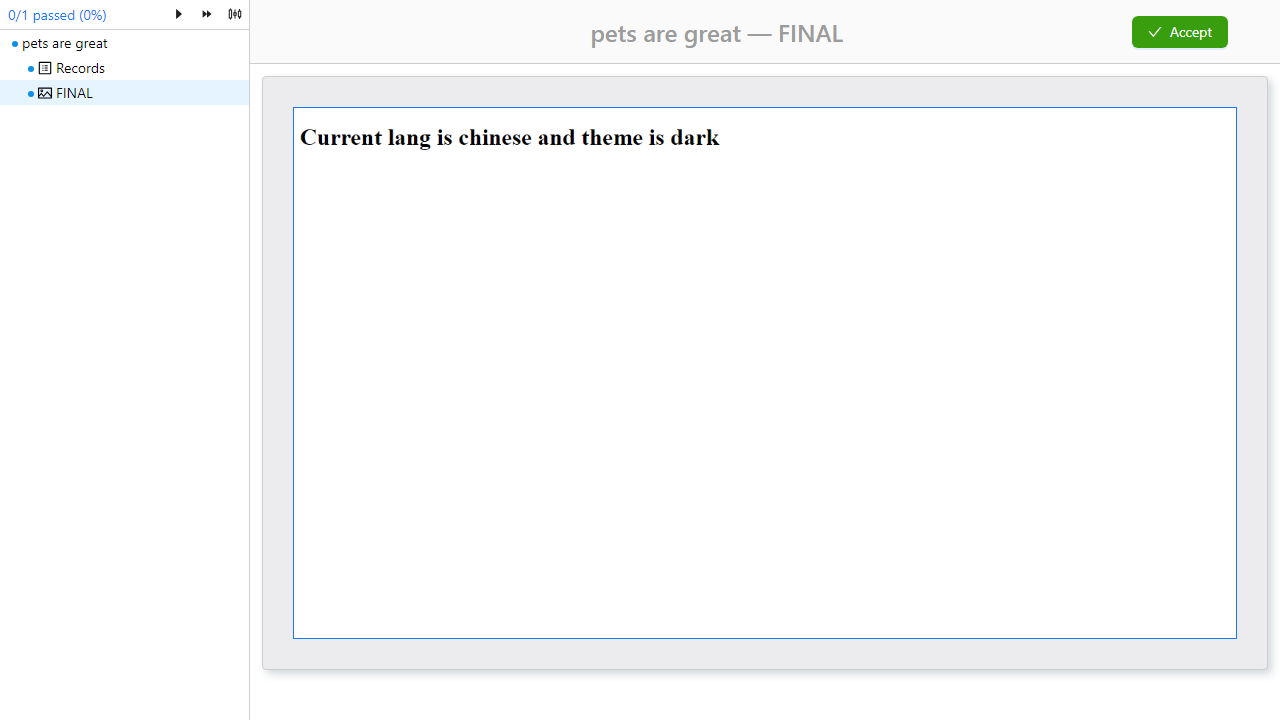 0/1 passed (0%)
pets are great
Records
FINAL
pets are great — FINAL
Accept
Current lang is chinese and theme is dark